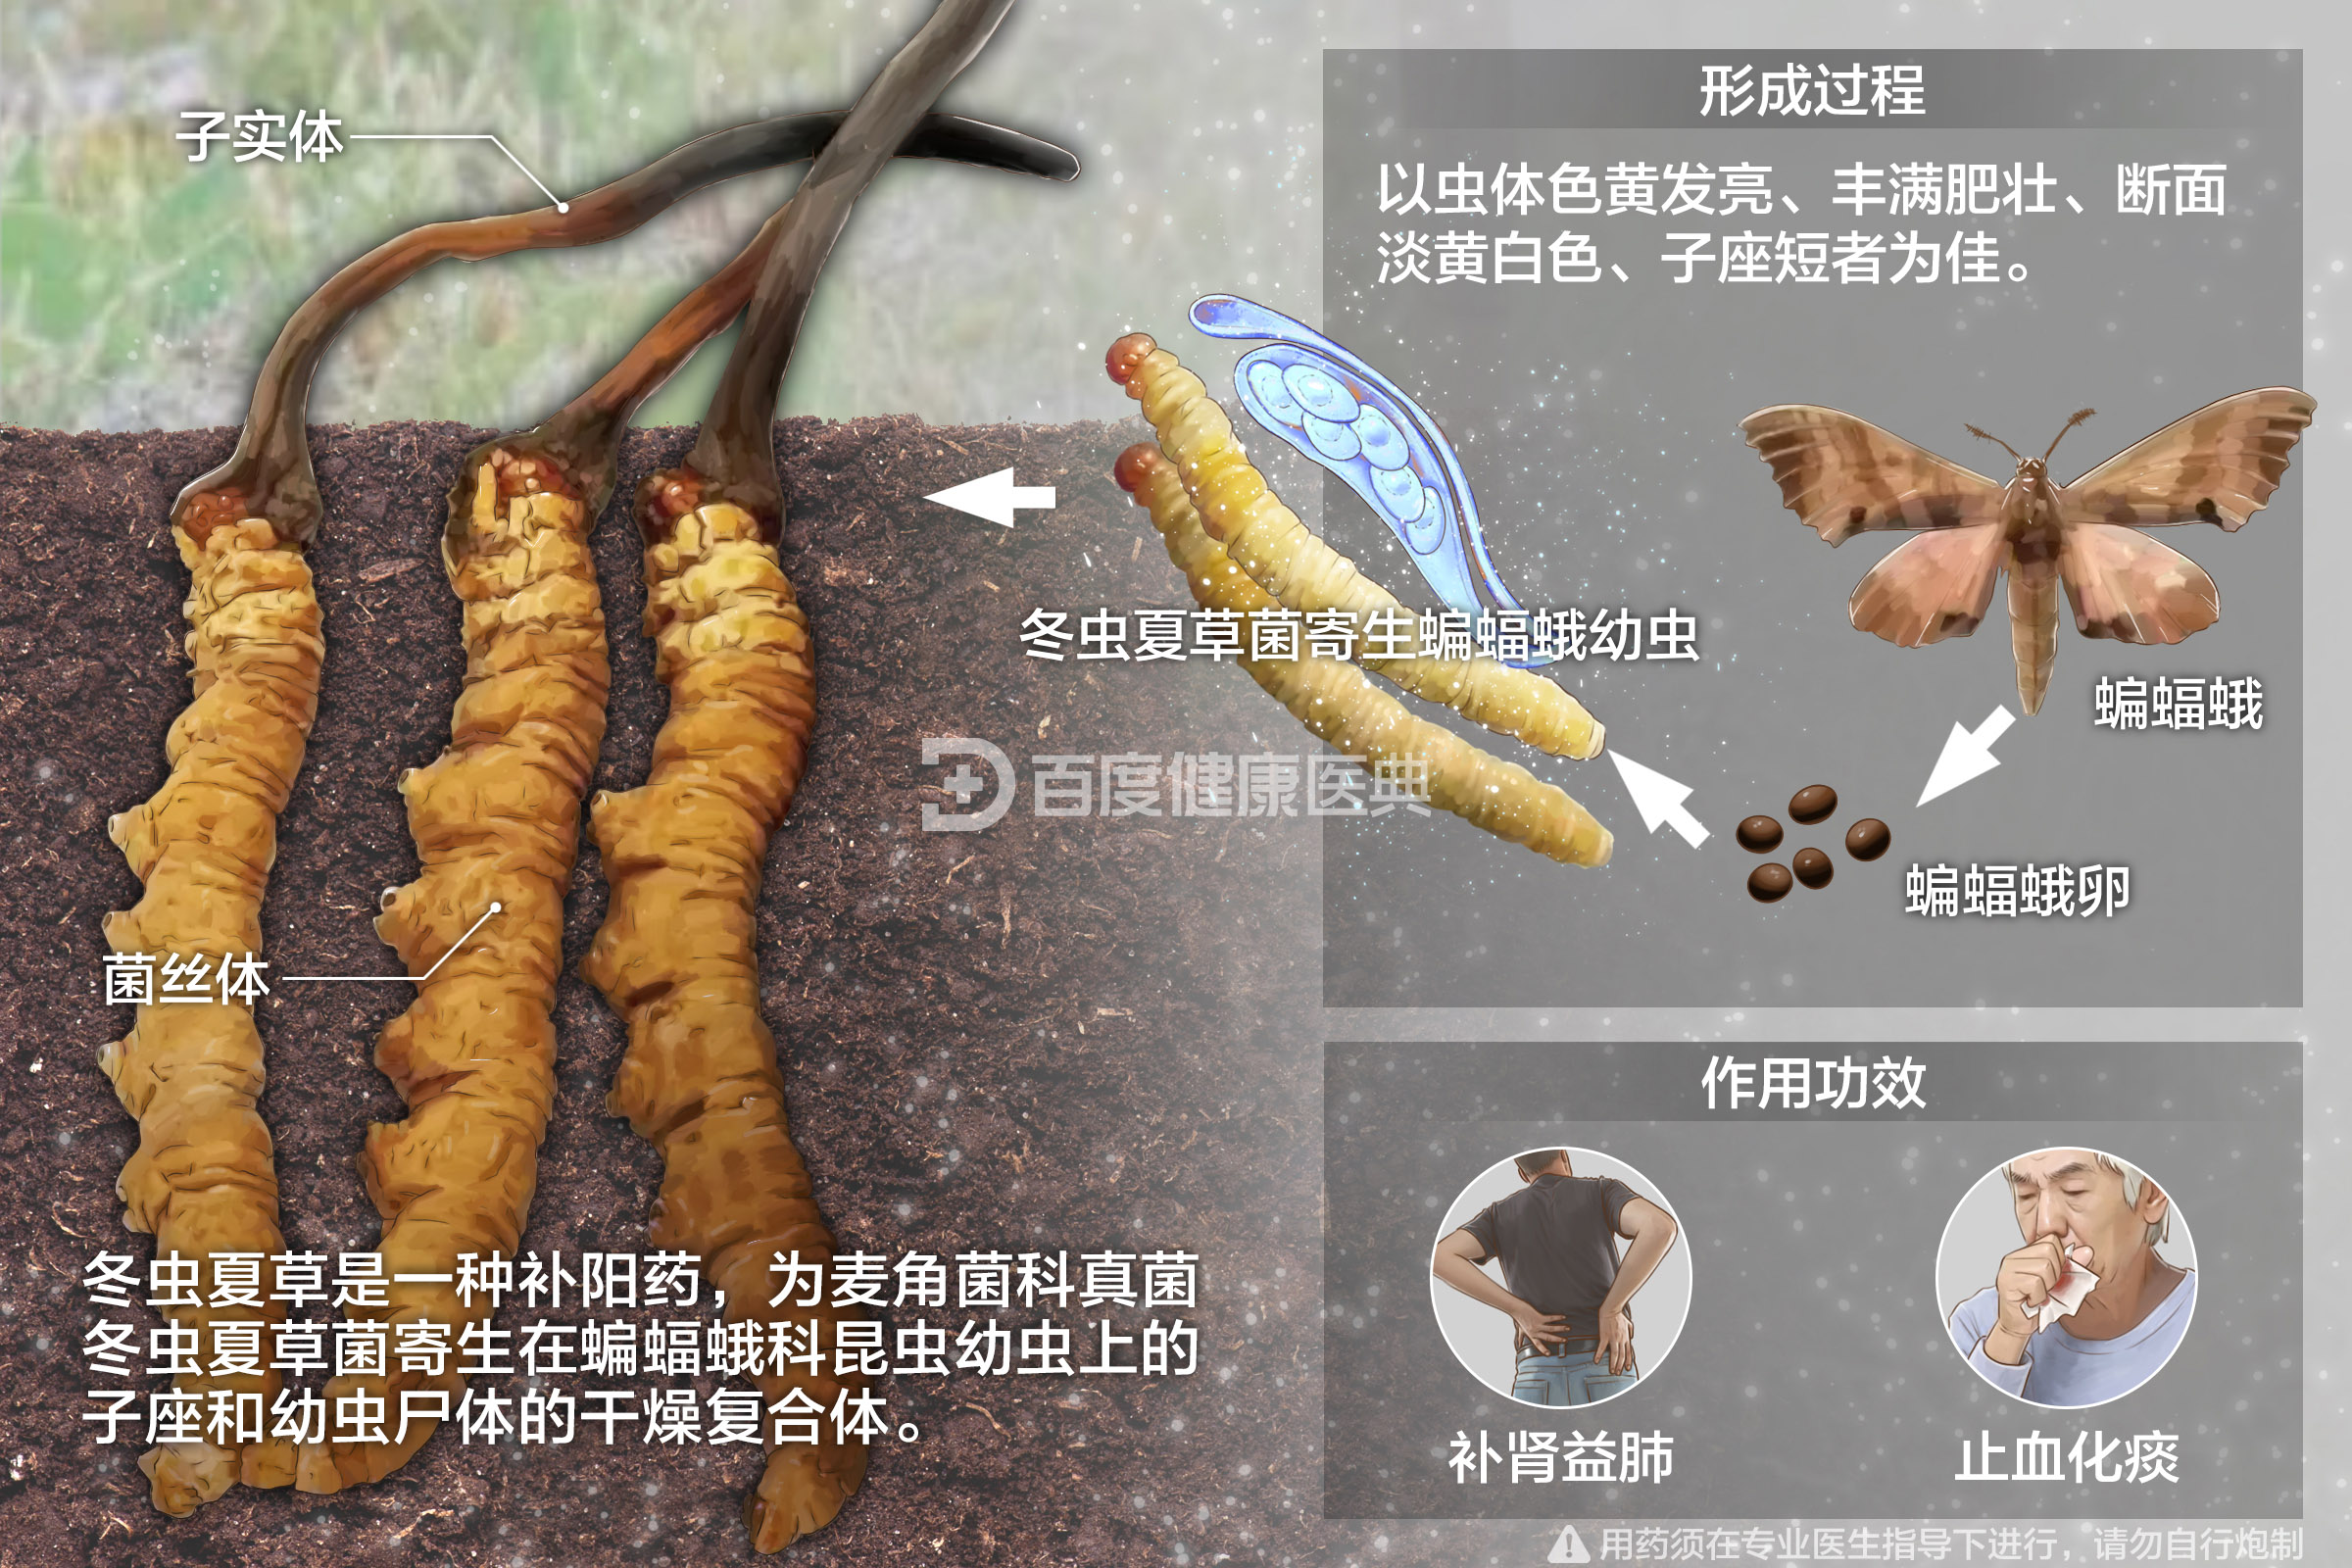 子实体
菌丝体
冬虫夏草是一种补阳药，为麦角菌科真菌
冬虫夏草菌寄生在蝙蝠蛾科昆虫幼虫上的
子座和幼虫尸体的干燥复合体。
形成过程
以虫体色黄发亮、丰满肥壮、断面
淡黄白色、子座短者为佳。
冬虫夏草菌寄生蝙蝠蛾幼虫
蝙蝠蛾
蝙蝠蛾卵
百度健康医典
作用功效
补肾益肺
止血化痰
用药须在专业医生指导下进行，请勿自行炮制